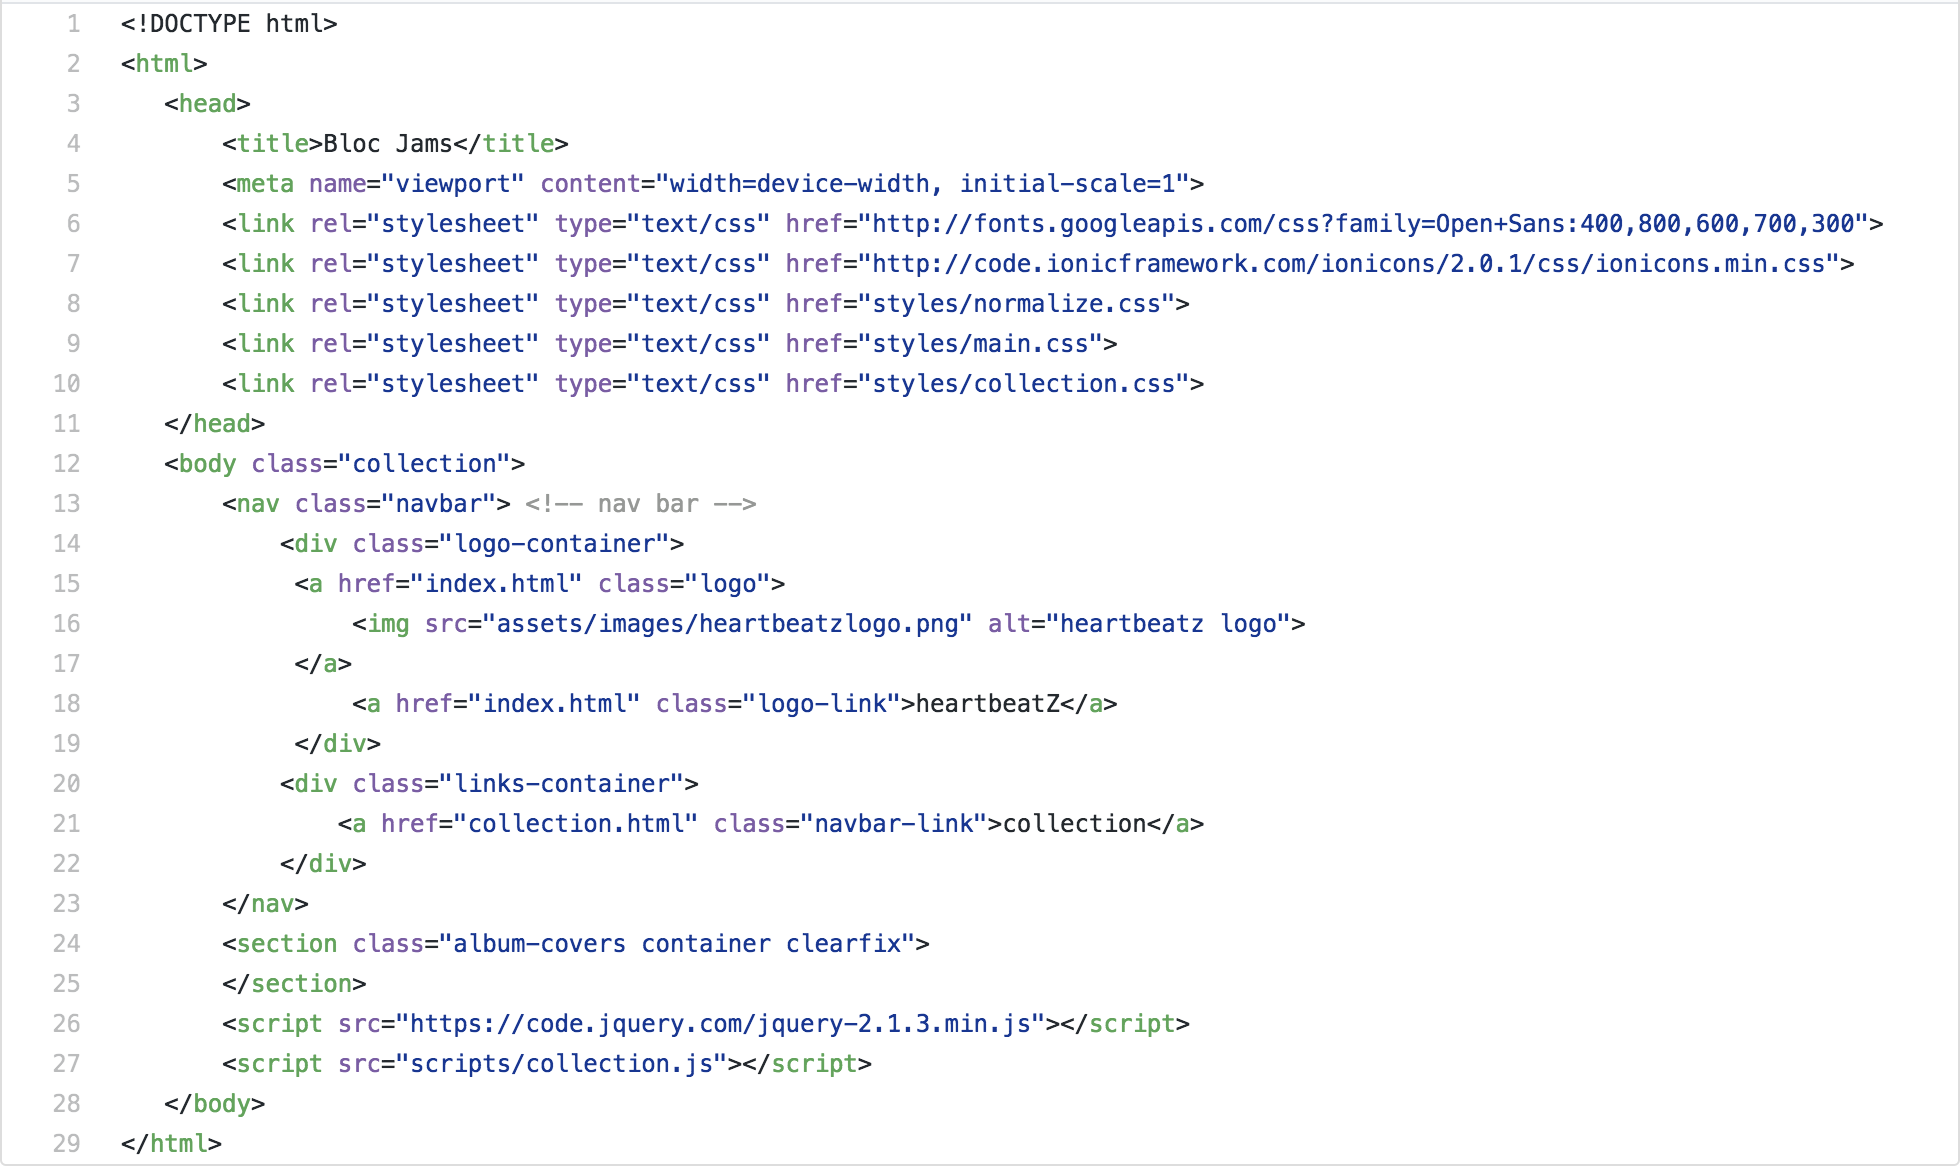 1 <!DOCTYPE html>
2 <html>
3    <head>
4        <title>Bloc Jams</title>
5        <meta name="viewport" content="width=device-width, initial-scale=1">
6        <link rel="stylesheet" type="text/css" href="http://fonts.googleapis.com/css?family=Open+Sans:400,800,600,700,300">
7        <link rel="stylesheet" type="text/css" href="http://code.ionicframework.com/ionicons/2.0.1/css/ionicons.min.css">
8        <link rel="stylesheet" type="text/css" href="styles/normalize.css">
9        <link rel="stylesheet" type="text/css" href="styles/main.css">
10        <link rel="stylesheet" type="text/css" href="styles/collection.css">
11    </head>
12    <body class="collection">
13        <nav class="navbar"> <!-- nav bar -->
14            <div class="logo-container">
15             <a href="index.html" class="logo">
16                 <img src="assets/images/heartbeatzlogo.png" alt="heartbeatz logo">
17             </a>
18                 <a href="index.html" class="logo-link">heartbeatZ</a>
19             </div>
20            <div class="links-container">
21                <a href="collection.html" class="navbar-link">collection</a>
22            </div>
23        </nav>
24        <section class="album-covers container clearfix">
25        </section>
26        <script src="https://code.jquery.com/jquery-2.1.3.min.js"></script>
27        <script src="scripts/collection.js"></script>
28    </body>
29 </html>